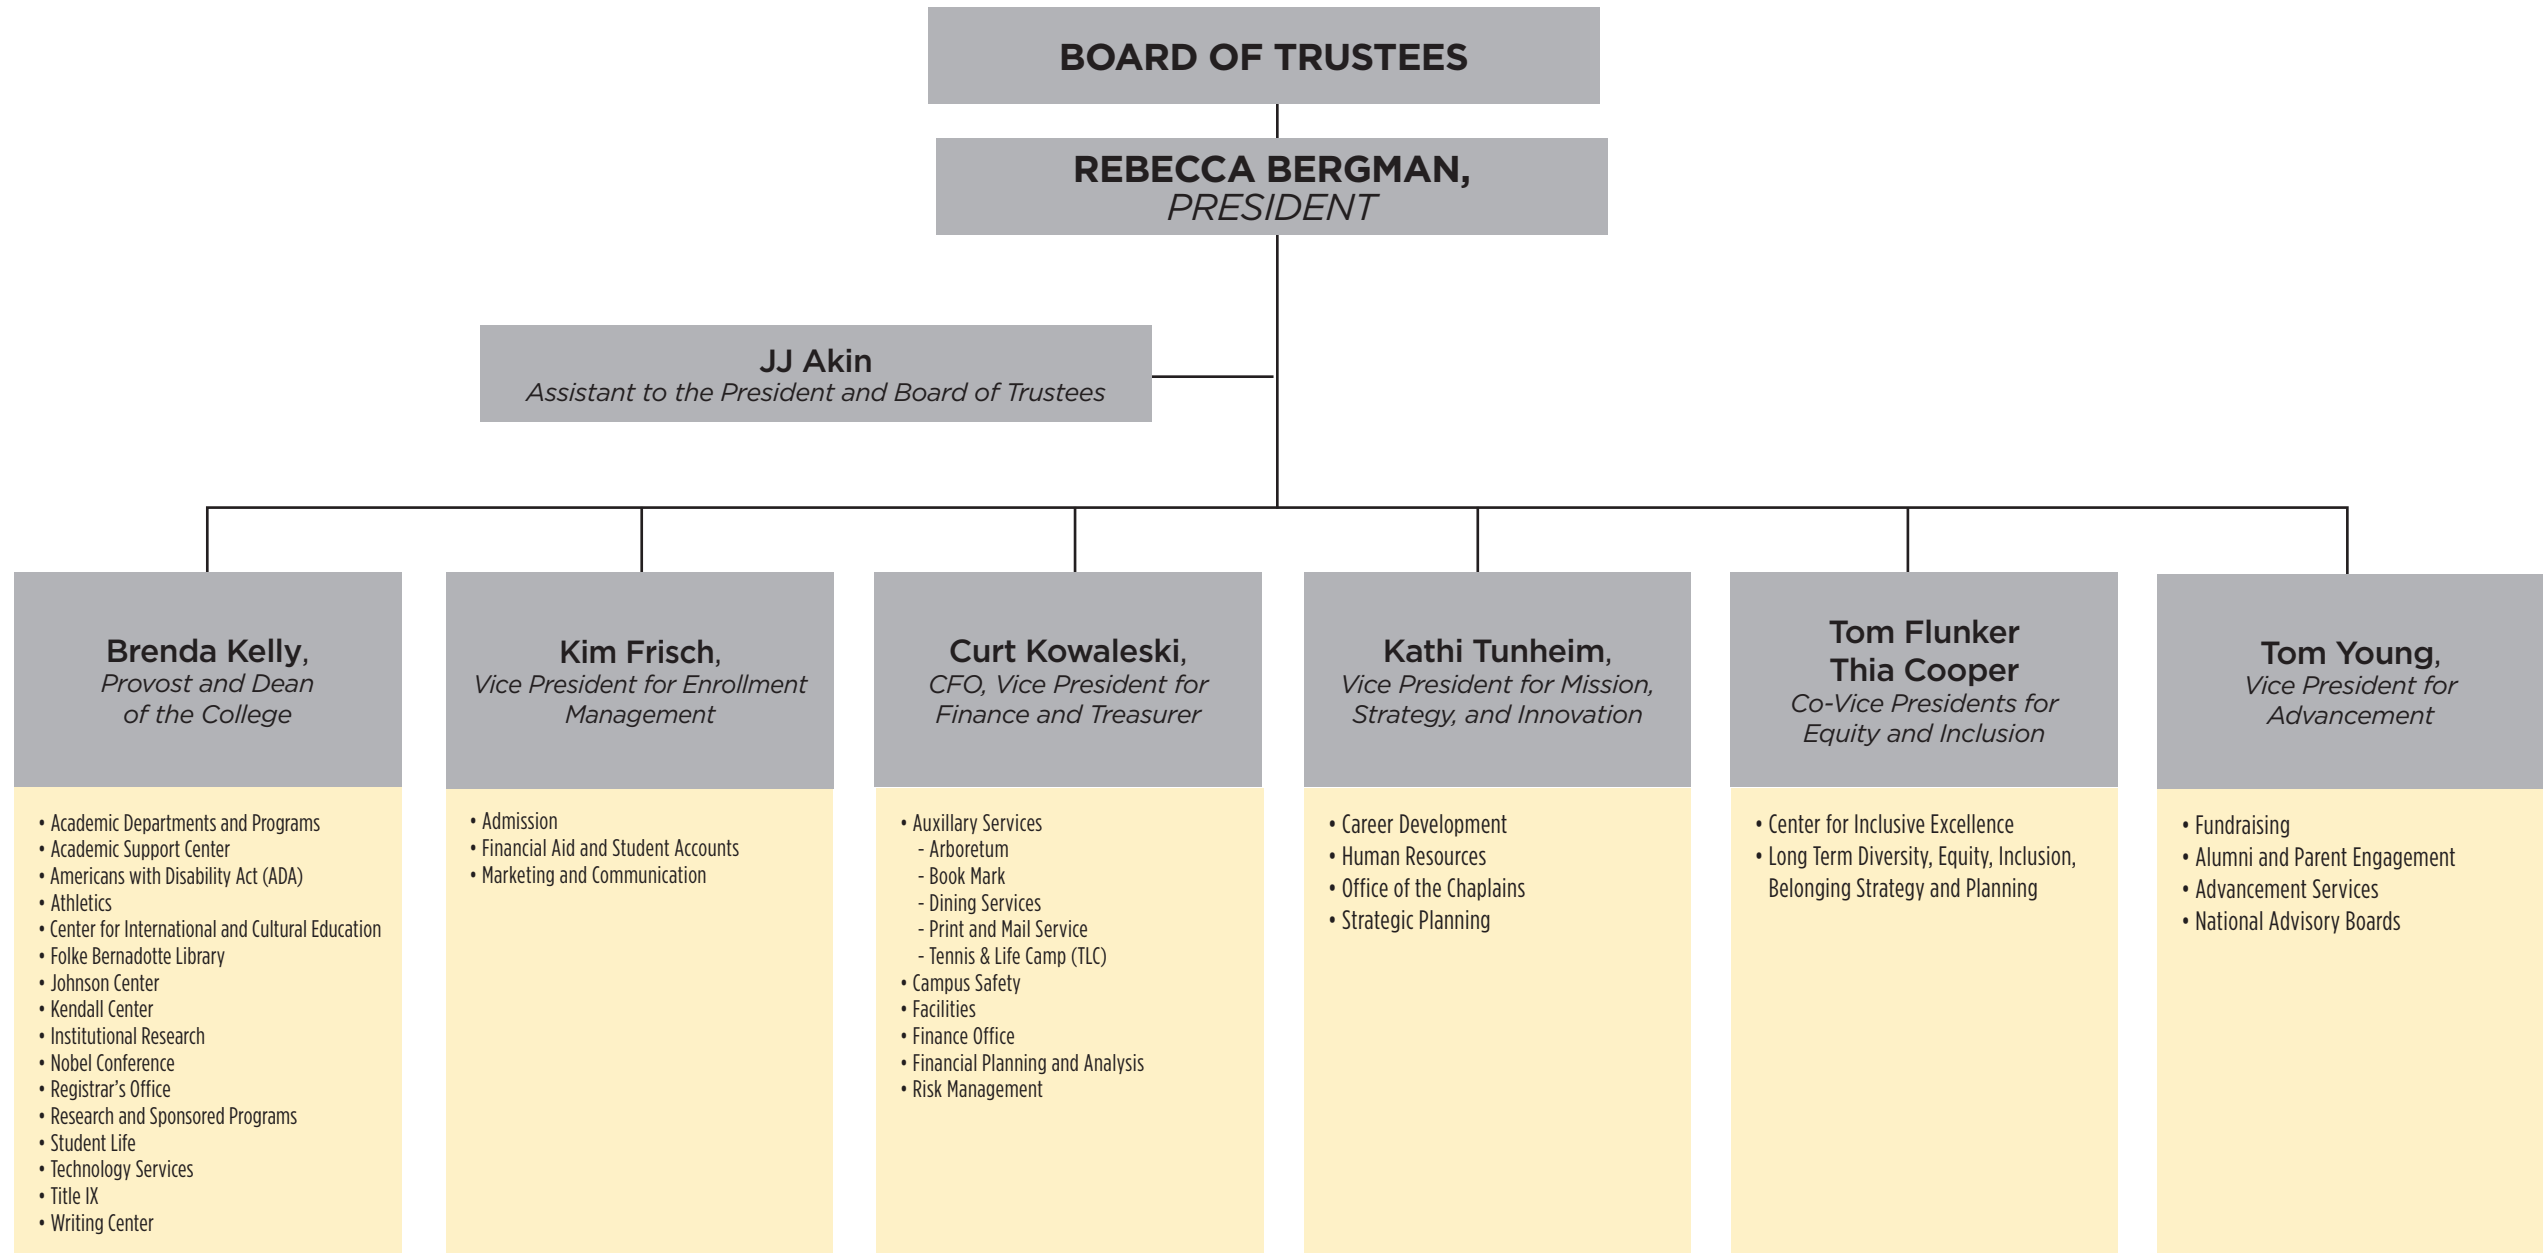 BOARD OF TRUSTEES
REBECCA BERGMAN,
PRESIDENT
JJ Akin
Assistant to the President and Board of Trustees
Brenda Kelly,
Provost and Dean
of the College
• Academic Departments and Programs
• Academic Support Center
• Americans with Disability Act (ADA)
• Athletics
• Center for International and Cultural Education
• Folke Bernadotte Library
• Johnson Center
• Kendall Center
• Institutional Research
• Nobel Conference
• Registrar’s Office
• Research and Sponsored Programs
• Student Life
• Technology Services
• Title IX
• Writing Center
Kim Frisch,
Vice President for Enrollment
Management
• Admission
• Financial Aid and Student Accounts
• Marketing and Communication
Curt Kowaleski,
CFO, Vice President for
Finance and Treasurer
• Auxillary Services
- Arboretum
- Book Mark
- Dining Services
- Print and Mail Service
- Tennis & Life Camp (TLC)
• Campus Safety
• Facilities
• Finance Office
• Financial Planning and Analysis
• Risk Management
Kathi Tunheim,
Vice President for Mission,
Strategy, and Innovation
• Career Development
• Human Resources
• Office of the Chaplains
• Strategic Planning
Tom Flunker
Thia Cooper
Co-Vice Presidents for
Equity and Inclusion
• Center for Inclusive Excellence
• Long Term Diversity, Equity, Inclusion,
Belonging Strategy and Planning
Tom Young,
Vice President for
Advancement
• Fundraising
• Alumni and Parent Engagement
• Advancement Services
• National Advisory Boards